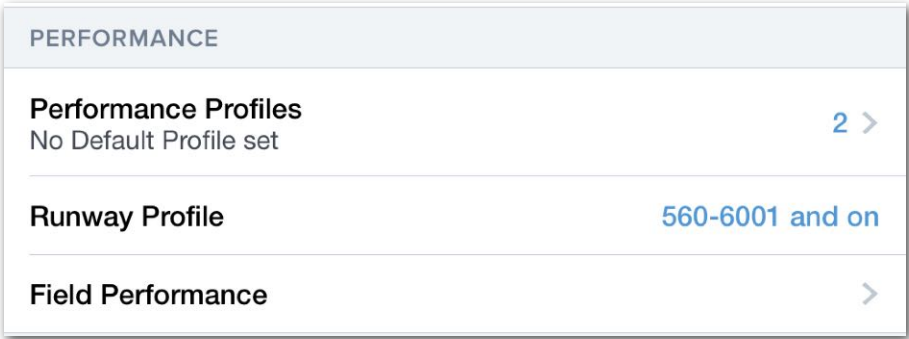 PERFORMANCE
Performance Profiles
No Default Profile set
2
Runway Profile
560-6001 and on
Field Performance